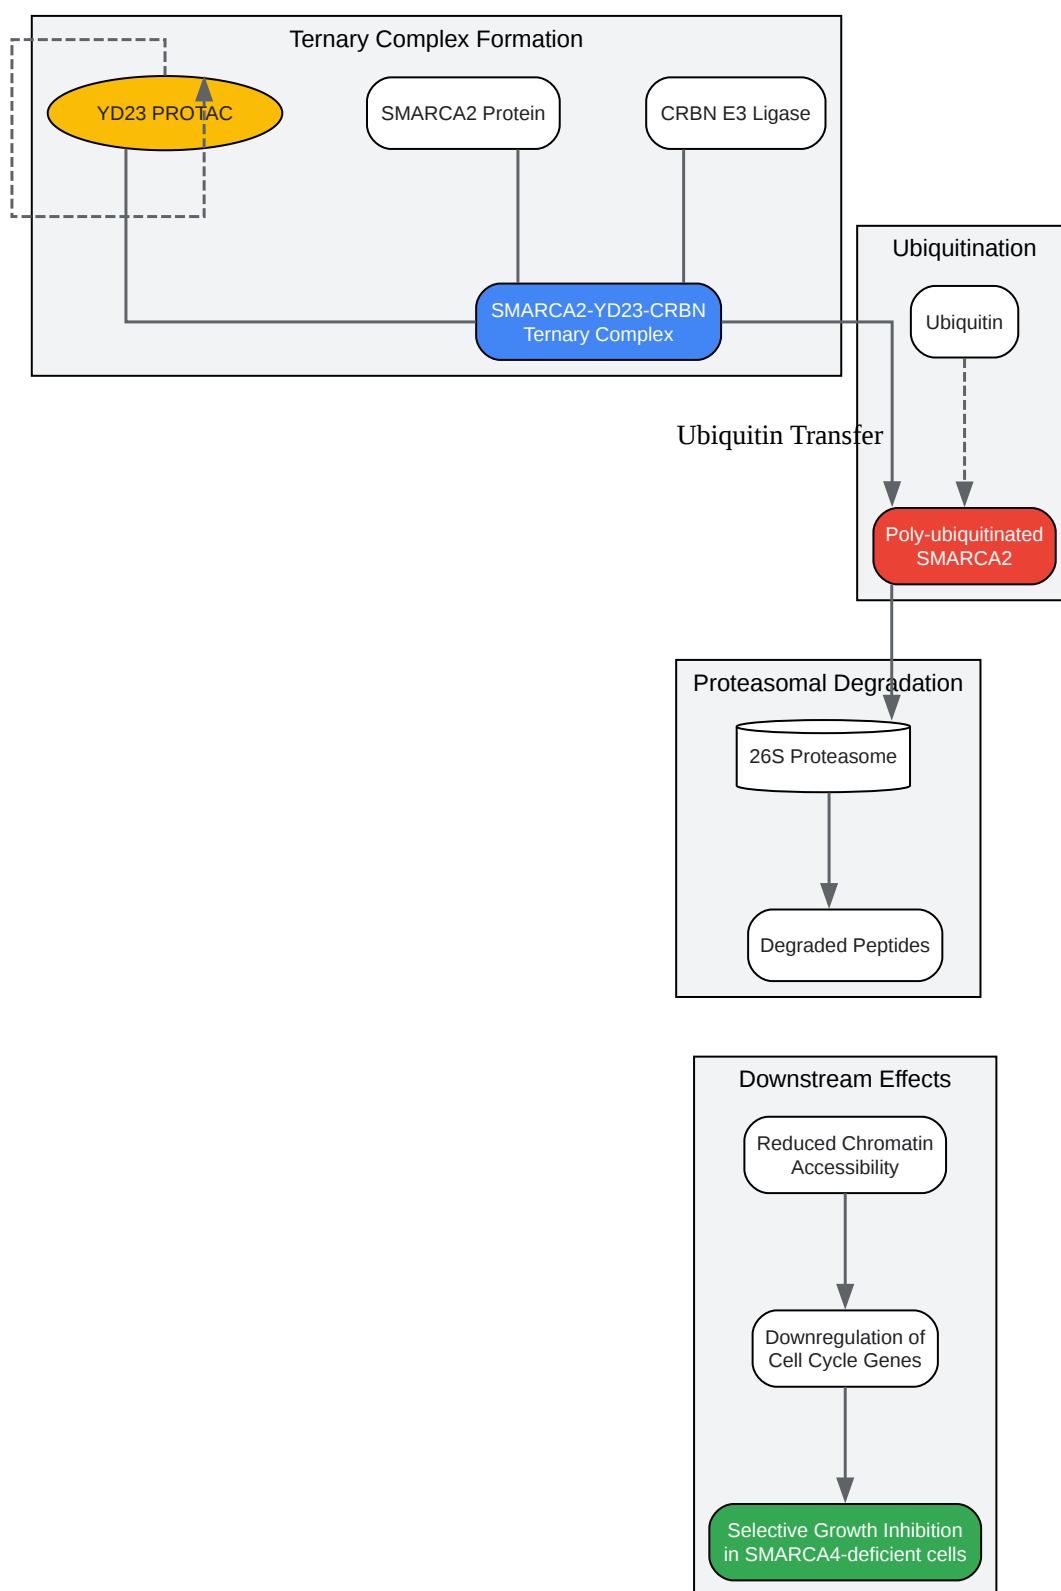 Ternary Complex Formation
YD23 PROTAC
SMARCA2 Protein
CRBN E3 Ligase
SMARCA2-YD23-CRBN
Ternary Complex
Ubiquitination
Ubiquitin
Ubiquitin Transfer
Poly-ubiquitinated
SMARCA2
Proteasomal Degradation
26S Proteasome
Degraded Peptides
Downstream Effects
Reduced Chromatin
Accessibility
Downregulation of
Cell Cycle Genes
Selective Growth Inhibition
in SMARCA4-deficient cells